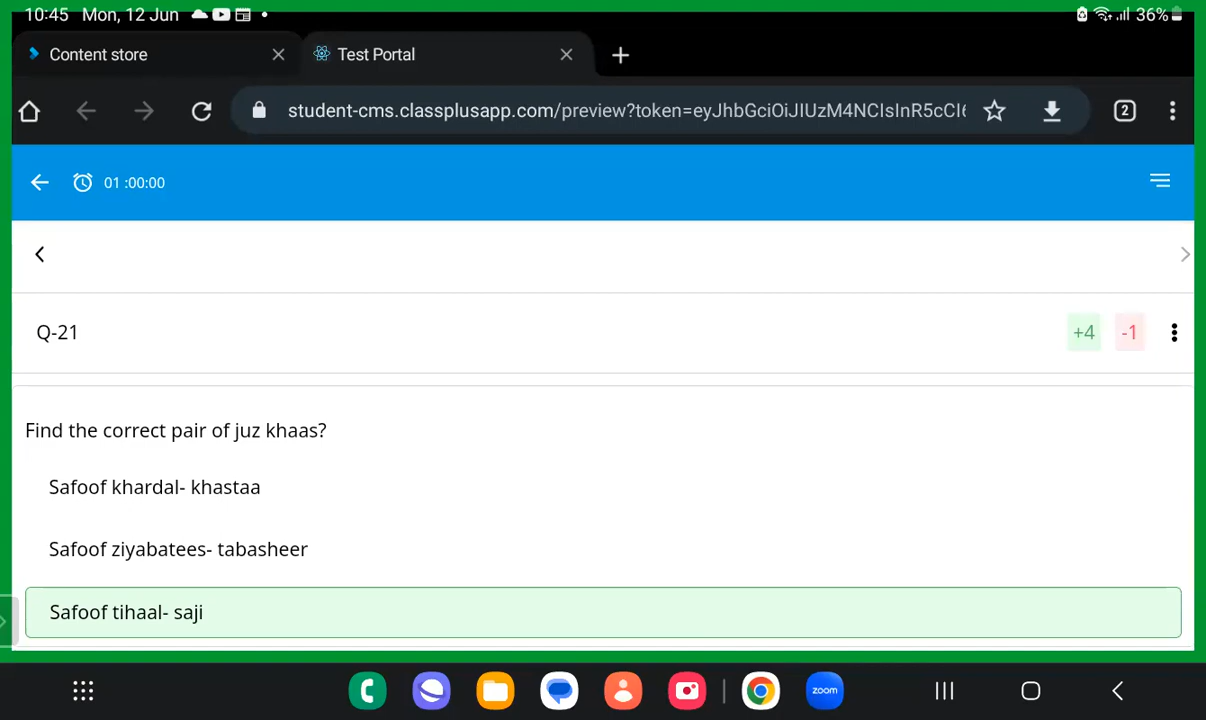 10:45 Mon, 12 Jun • 36%
Content store Test Portal
student-cms.classplusapp.com/preview?token=eyJhbGciOiJIUzM4NCIsInR5cCI6 2
01 :00:00
Q-21 +4 -1
Find the correct pair of juz khaas?
Safoof khardal- khastaa
Safoof ziyabatees- tabasheer
Safoof tihaal- saji
zoom